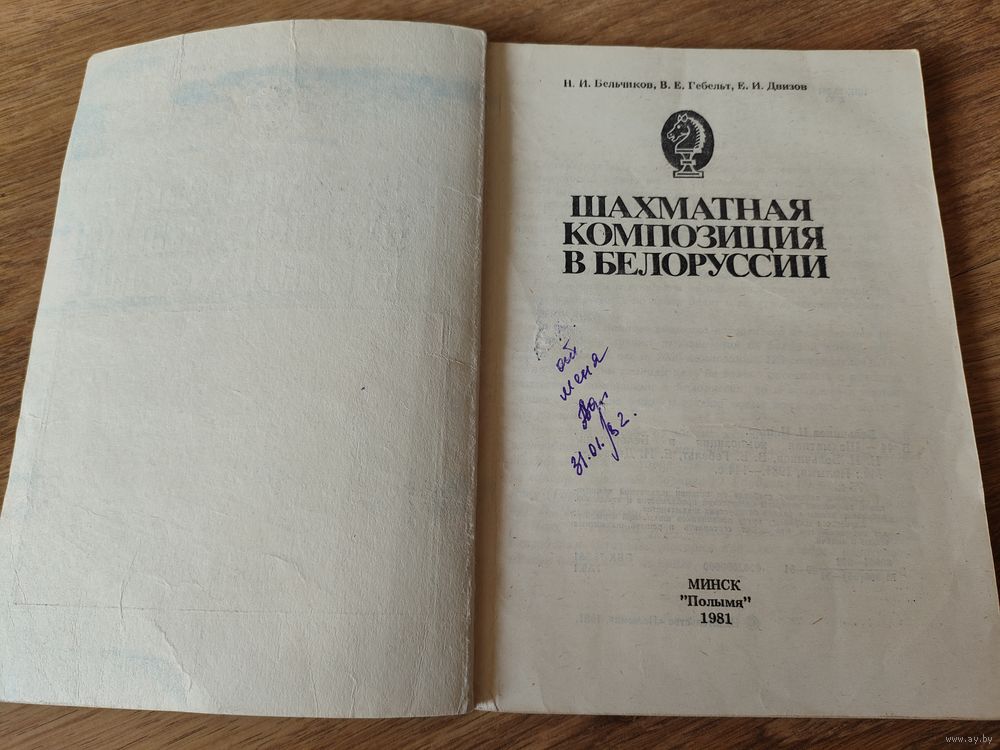 Н. И. Бельчиков, В. Е. Гебельт, Е. И. Двизов
ШАХМАТНАЯ
КОМПОЗИЦИЯ
В БЕЛОРУССИИ
от
меня
31.01.82.
МИНСК
"Полымя"
1981
www.ay.by